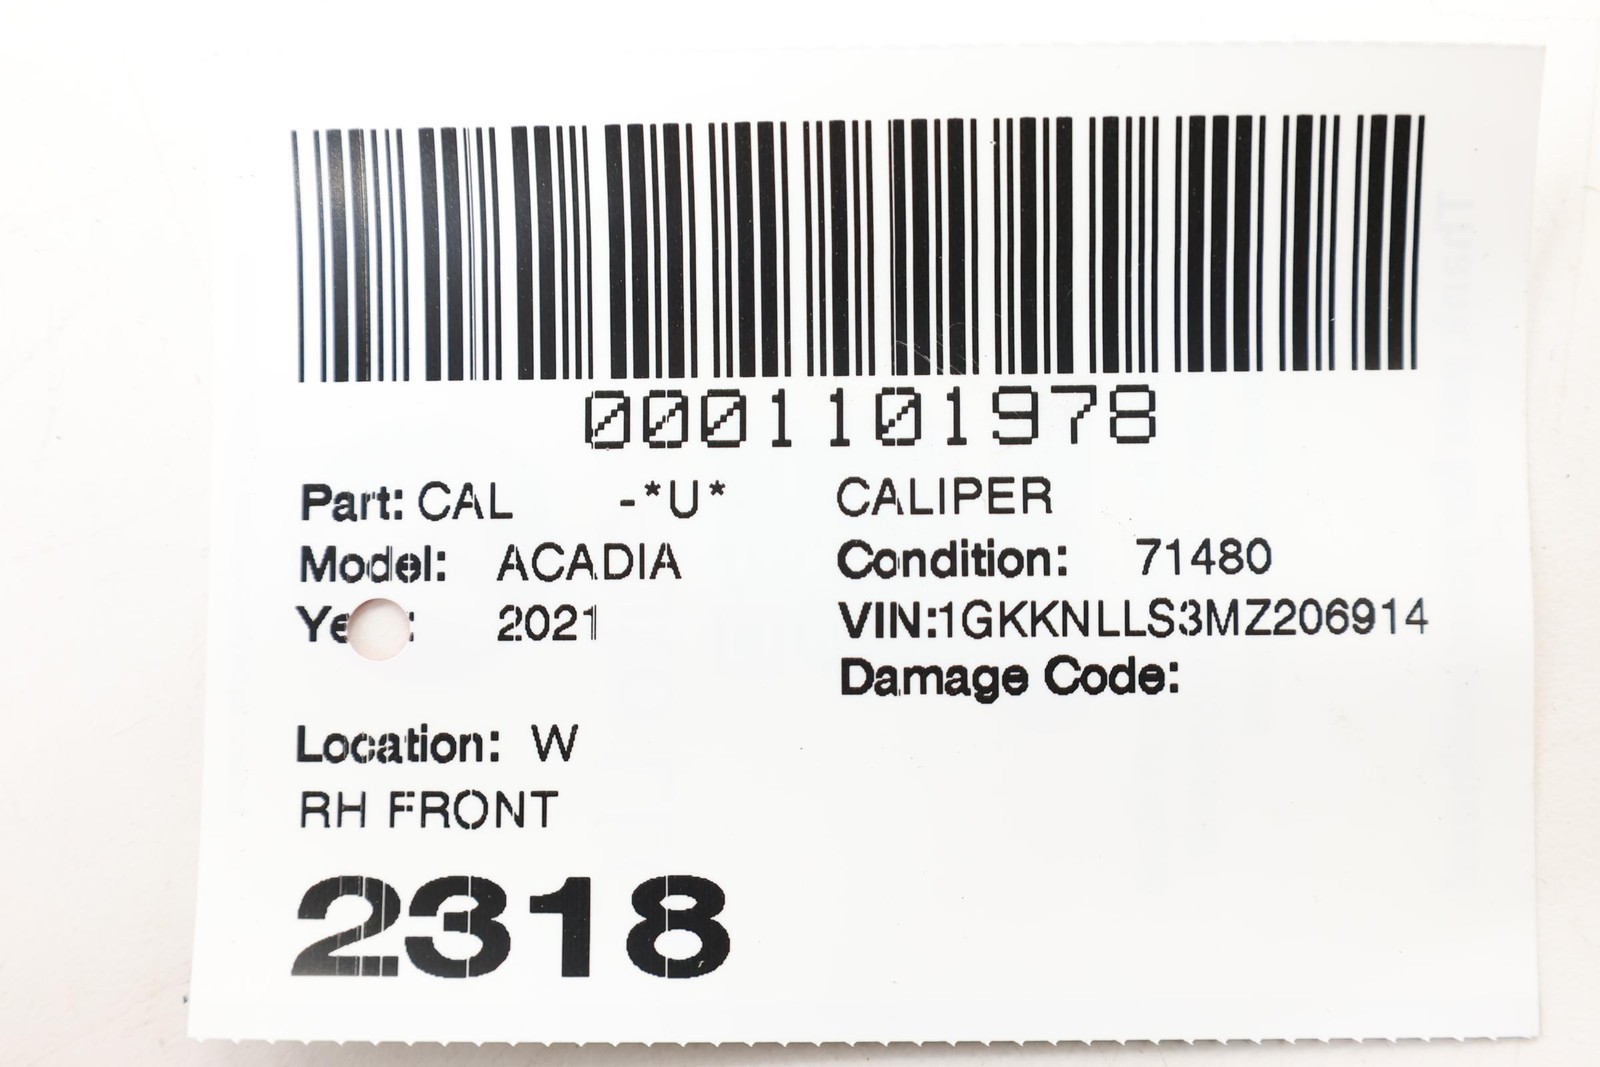 0001101978
Part: CAL -*U* CALIPER
Model: ACADIA Condition: 71480
2021 VIN:1GKKNLLS3MZ206914
Damage Code:
Location: W
RH FRONT
2318